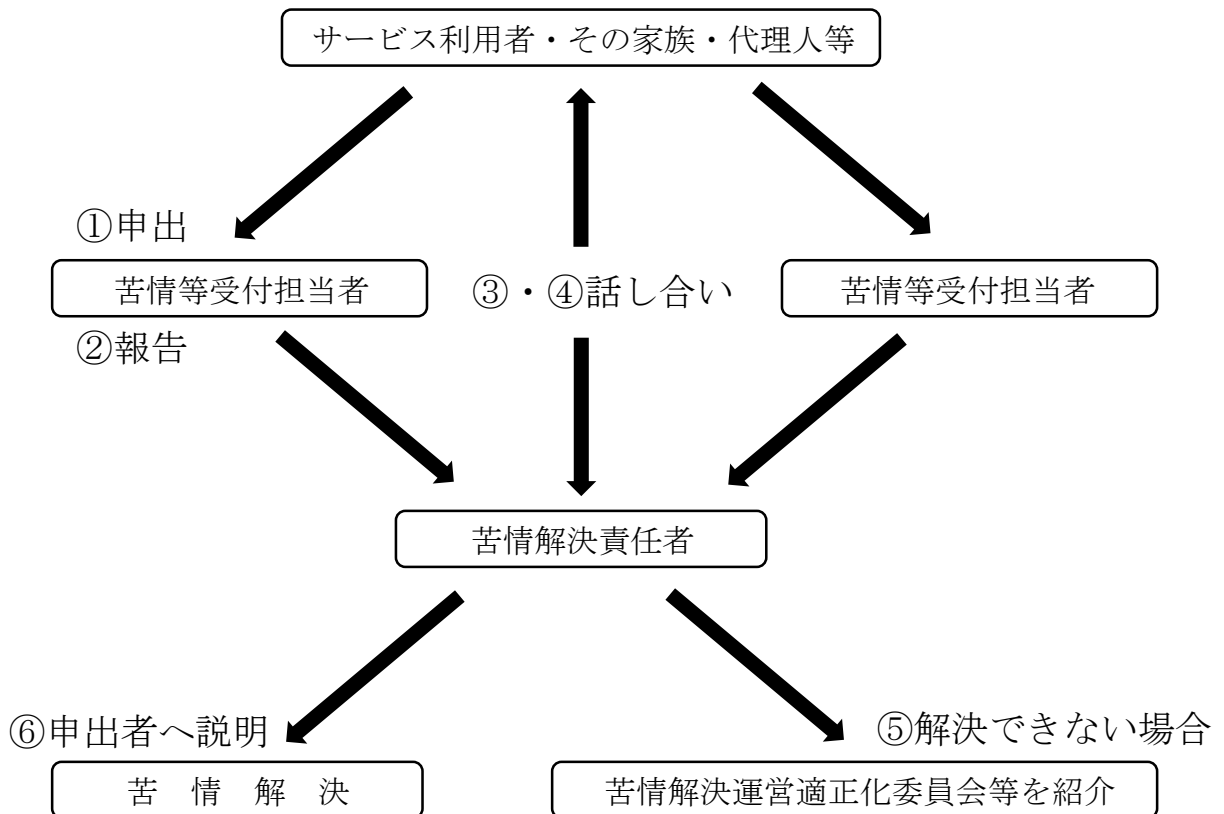 サービス利用者・その家族・代理人等
①申出
苦情等受付担当者
③・④話し合い
苦情等受付担当者
②報告
苦情解決責任者
⑥申出者へ説明
⑤解決できない場合
苦 情 解 決
苦情解決運営適正化委員会等を紹介